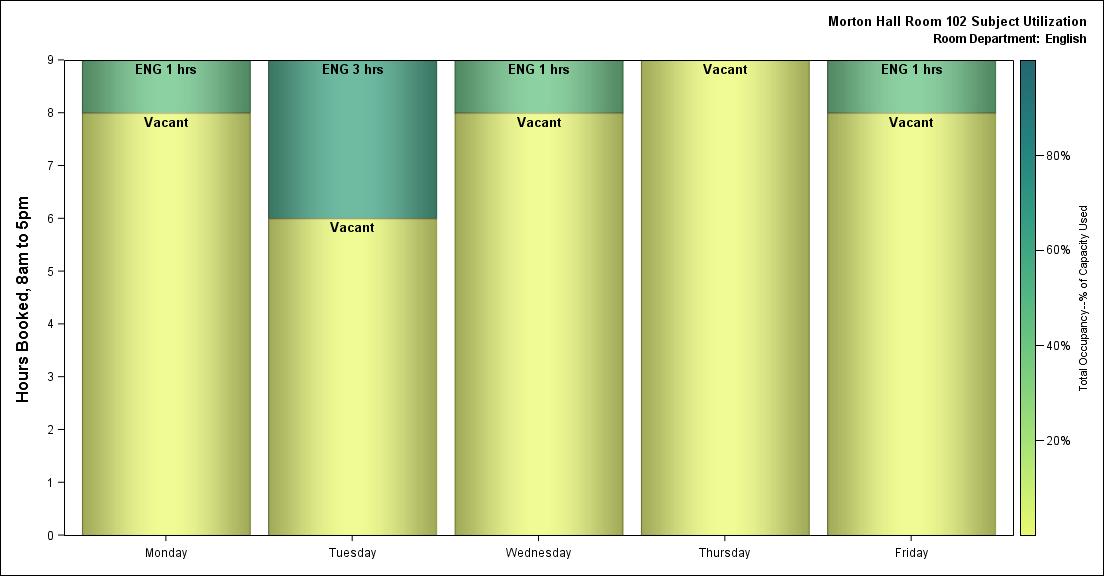 Morton Hall Room 102 Subject Utilization
Room Department: English
Hours Booked, 8am to 5pm
9
8
7
6
5
4
3
2
1
0
ENG 1 hrs
Vacant
ENG 3 hrs
Vacant
ENG 1 hrs
Vacant
Vacant
ENG 1 hrs
Vacant
Monday
Tuesday
Wednesday
Thursday
Friday
80%
60%
40%
20%
Total Occupancy--% of Capacity Used